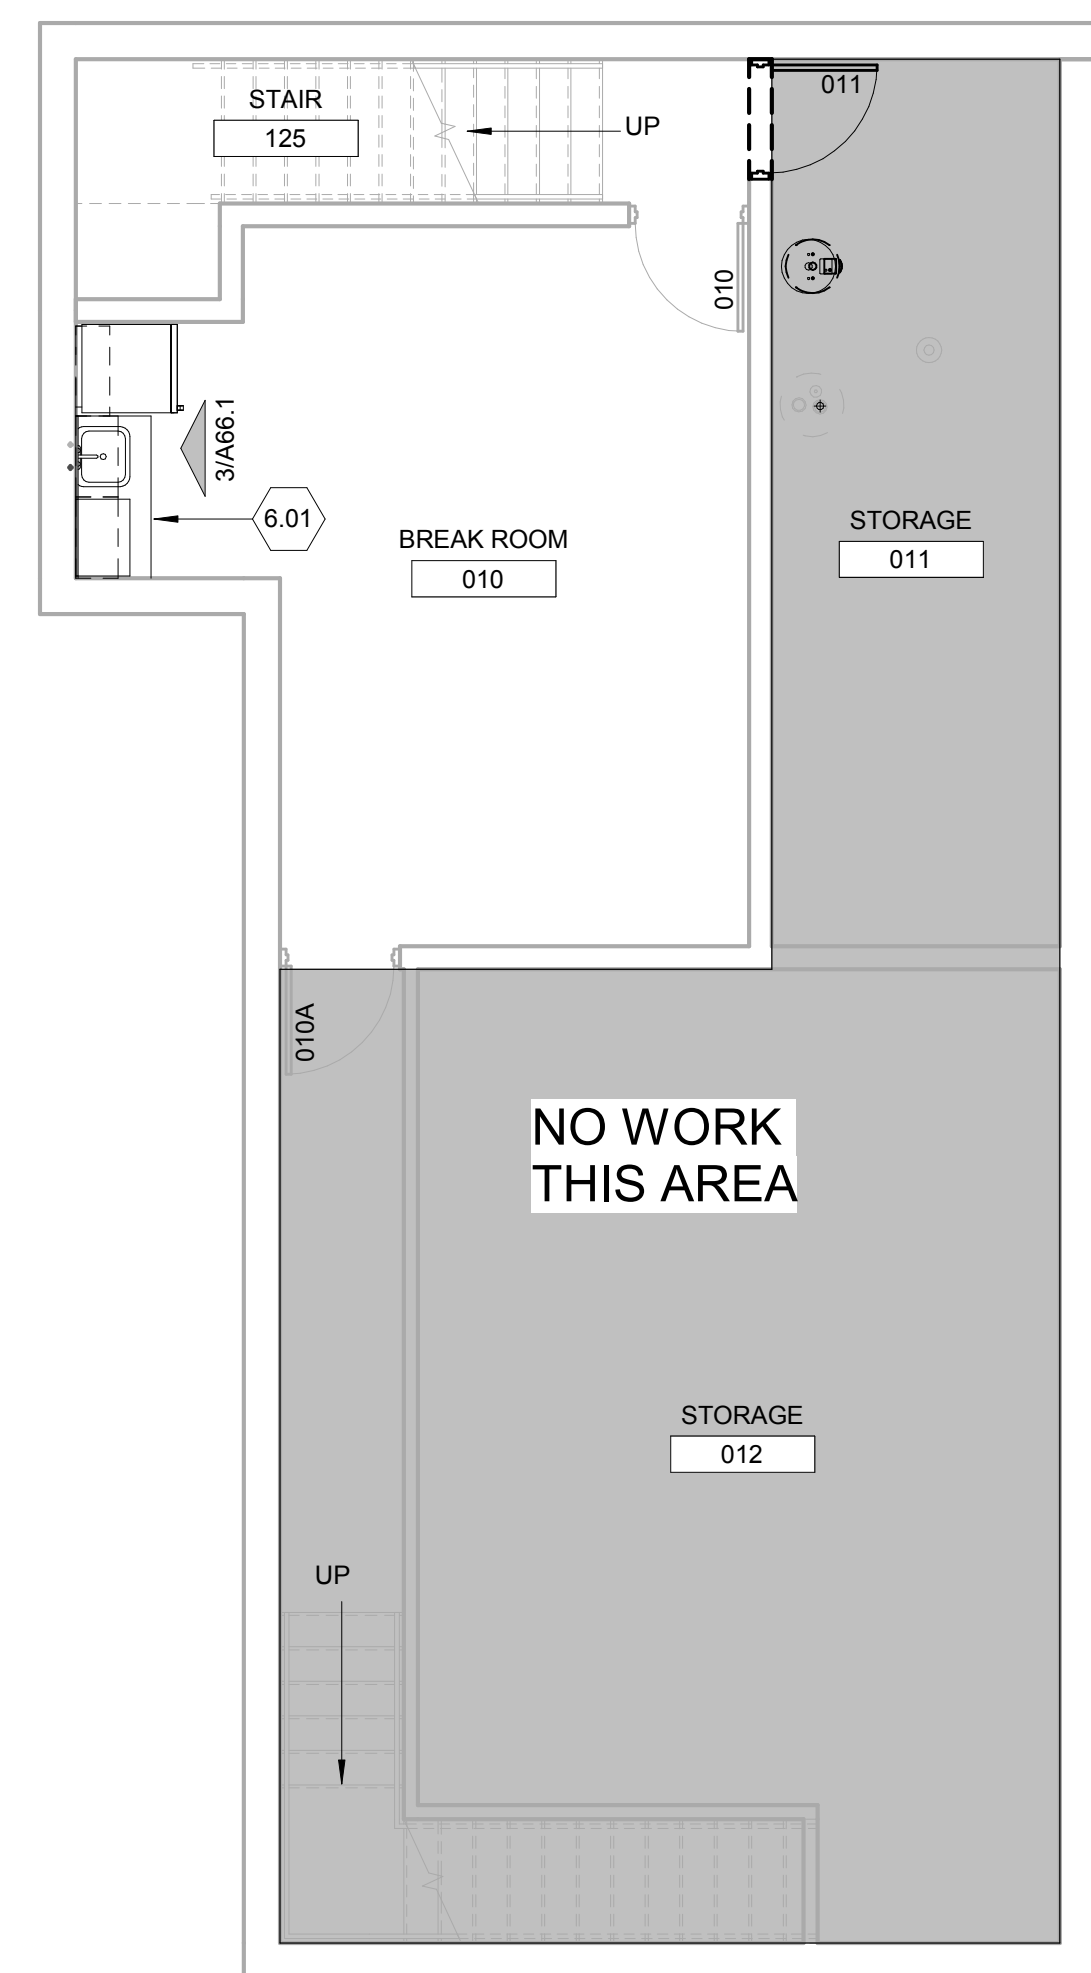 STAIR
125
UP
011
010
3/A66.1
6.01
BREAK ROOM
010
STORAGE
011
010A
NO WORK
THIS AREA
STORAGE
012
UP